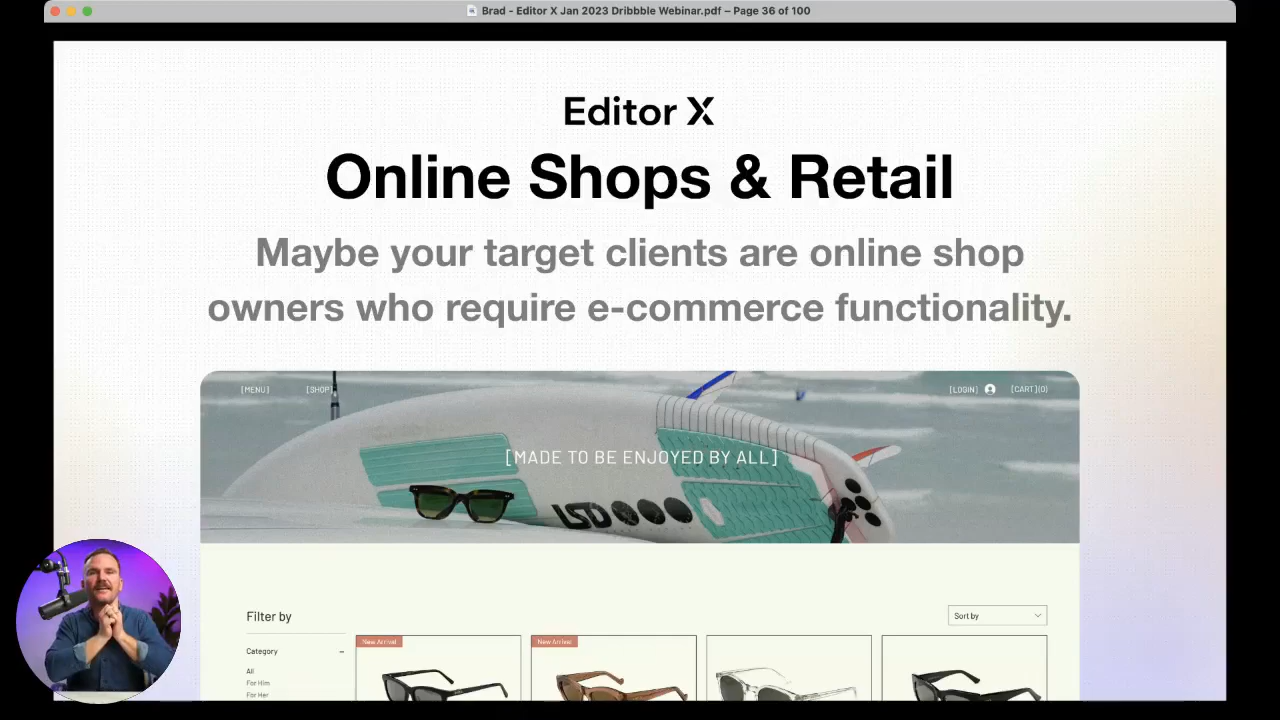 Brad - Editor X Jan 2023 Dribbble Webinar.pdf – Page 36 of 100
Editor X
Online Shops & Retail
Maybe your target clients are online shop
owners who require e-commerce functionality.
[MENU] [SHOP] [LOGIN] [CART](0)
[MADE TO BE ENJOYED BY ALL]
Filter by
Sort by
Category –
New Arrival New Arrival
All
For Him
For Her